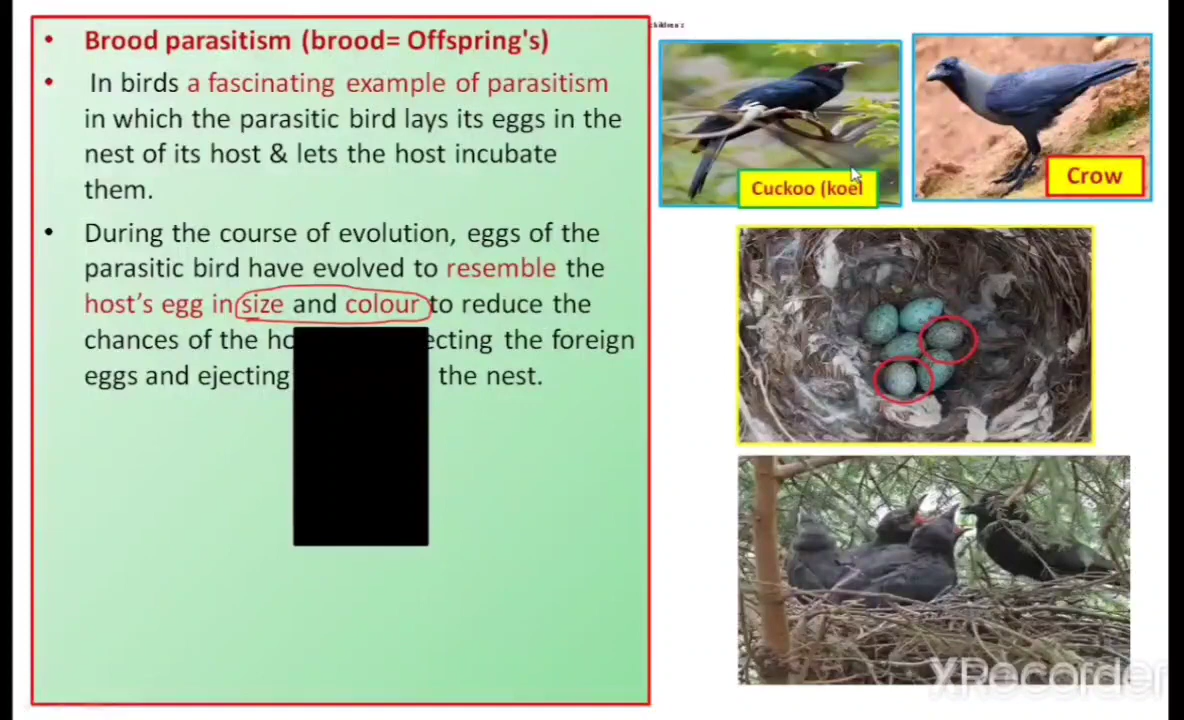 Brood parasitism (brood= Offspring's)
In birds a fascinating example of parasitism
in which the parasitic bird lays its eggs in the
nest of its host & lets the host incubate
them.
During the course of evolution, eggs of the
parasitic bird have evolved to resemble the
host's egg in size and colour to reduce the
chances of the the foreign
eggs and ejecting the nest.
Cuckoo (koel
Crow
XRecorder